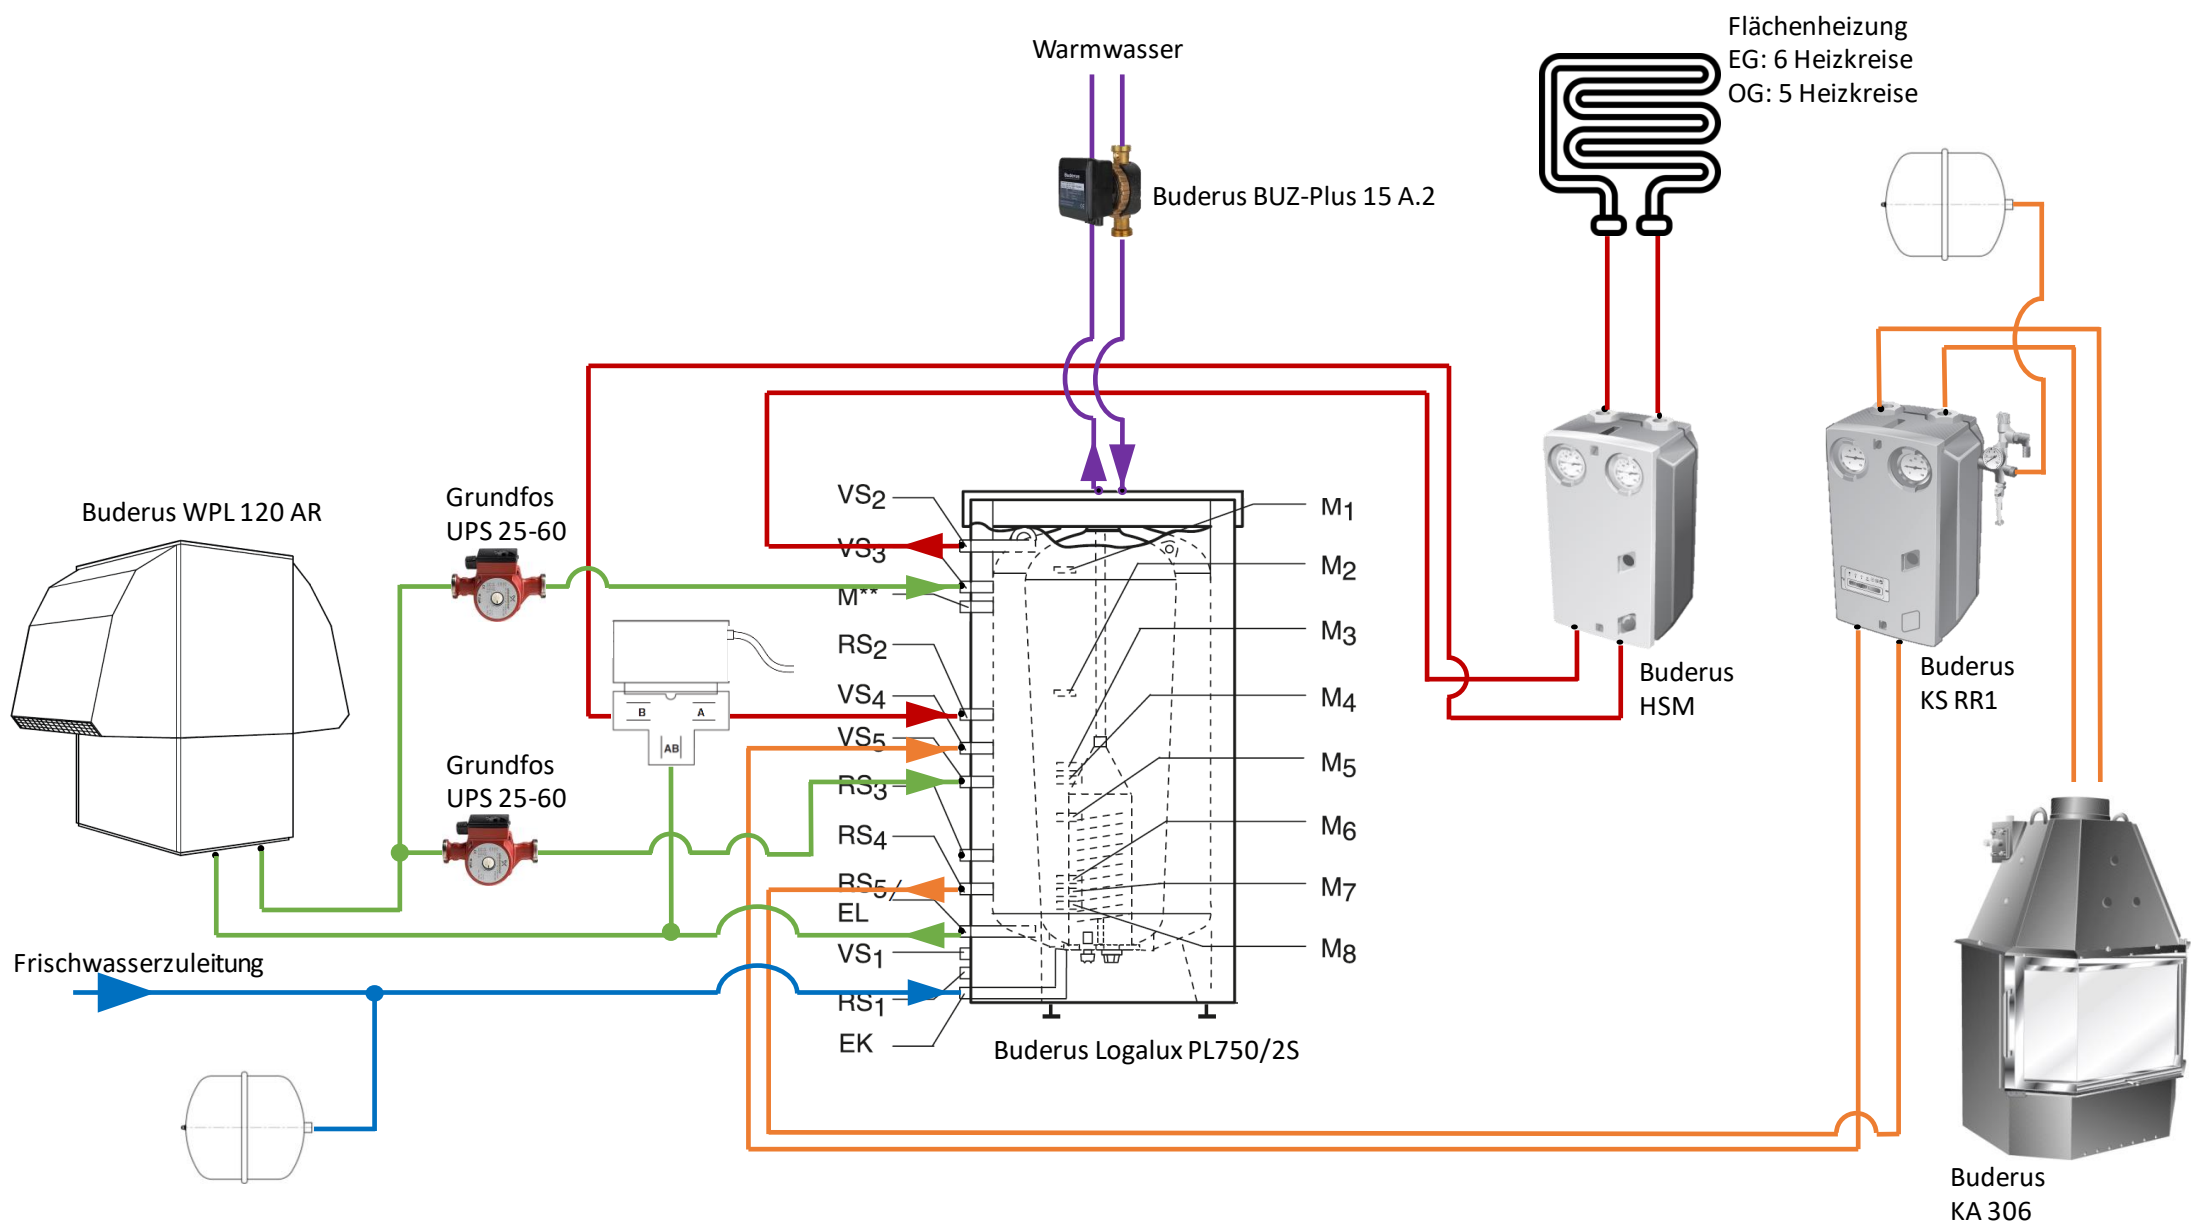 Warmwasser
Flächenheizung
EG: 6 Heizkreise
OG: 5 Heizkreise
Buderus BUZ-Plus 15 A.2
Buderus WPL 120 AR
Grundfos
UPS 25-60
Grundfos
UPS 25-60
B
A
AB
VS2
VS3
M**
RS2
VS4
VS5
RS3
RS4
RS5/
EL
VS1
RS1
EK
M1
M2
M3
M4
M5
M6
M7
M8
Buderus Logalux PL750/2S
Buderus
HSM
Buderus
KS RR1
Buderus
KA 306
Frischwasserzuleitung